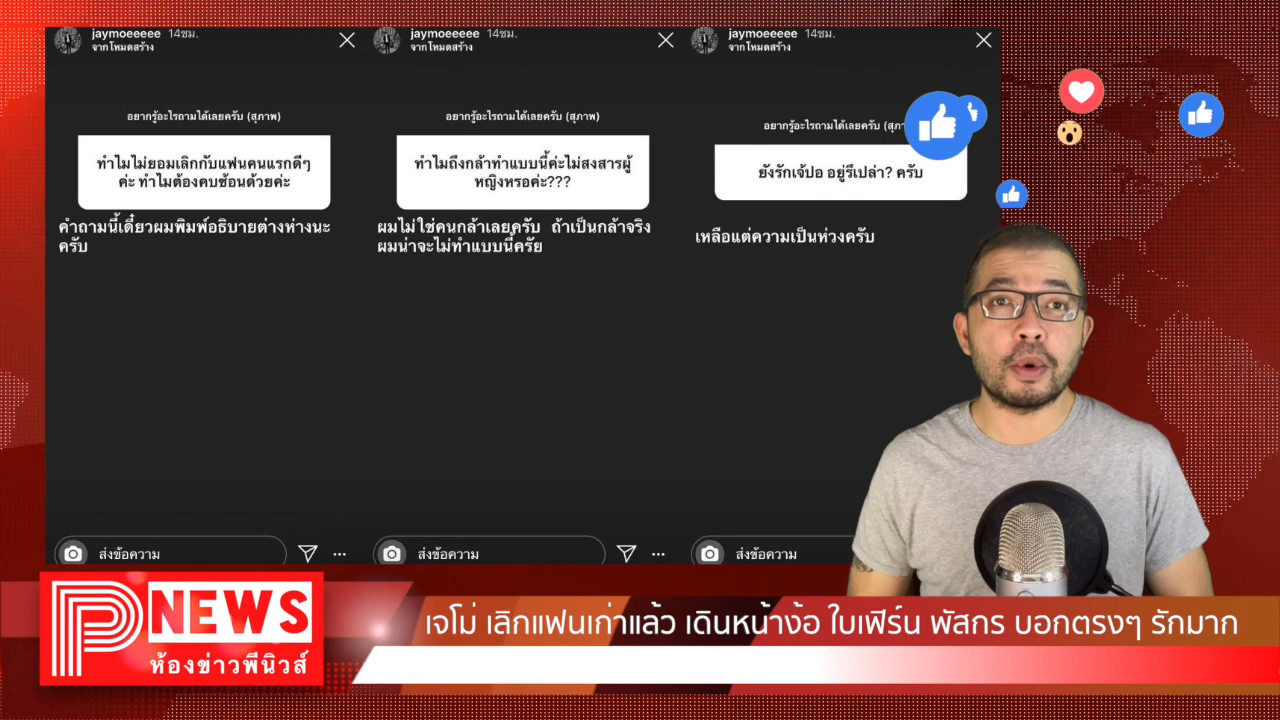 jaymoeeeee 14ชม.
จากโหมดสร้าง
อยากรู้อะไรถามได้เลยครับ (สุภาพ)
ทำไมไม่ยอมเลิกกับแฟนคนแรกดีๆ
ค่ะ ทำไมต้องคบซ้อนด้วยค่ะ
คำถามนี้เดี๋ยวผมพิมพ์อธิบายต่างห่างนะ
ครับ
ส่งข้อความ
jaymoeeeee 14ชม.
จากโหมดสร้าง
อยากรู้อะไรถามได้เลยครับ (สุภาพ)
ทำไมถึงกล้าทำแบบนี้ค่ะไม่สงสารผู้
หญิงหรอค่ะ???
ผมไม่ใช่คนกล้าเลยครับ ถ้าเป็นกล้าจริง
ผมน่าจะไม่ทำแบบนี้ครัย
ส่งข้อความ
jaymoeeeee 14ชม.
จากโหมดสร้าง
อยากรู้อะไรถามได้เลยครับ
ยังรักเจ้ปอ อยู่รึเปล่า? ครับ
เหลือแต่ความเป็นห่วงครับ
ส่งข้อความ
P NEWS
ห้องข่าวพีนิวส์
เจโม่ เลิกแฟนเก่าแล้ว เดินหน้าง้อ ใบเฟิร์น พัสกร บอกตรงๆ รักมาก